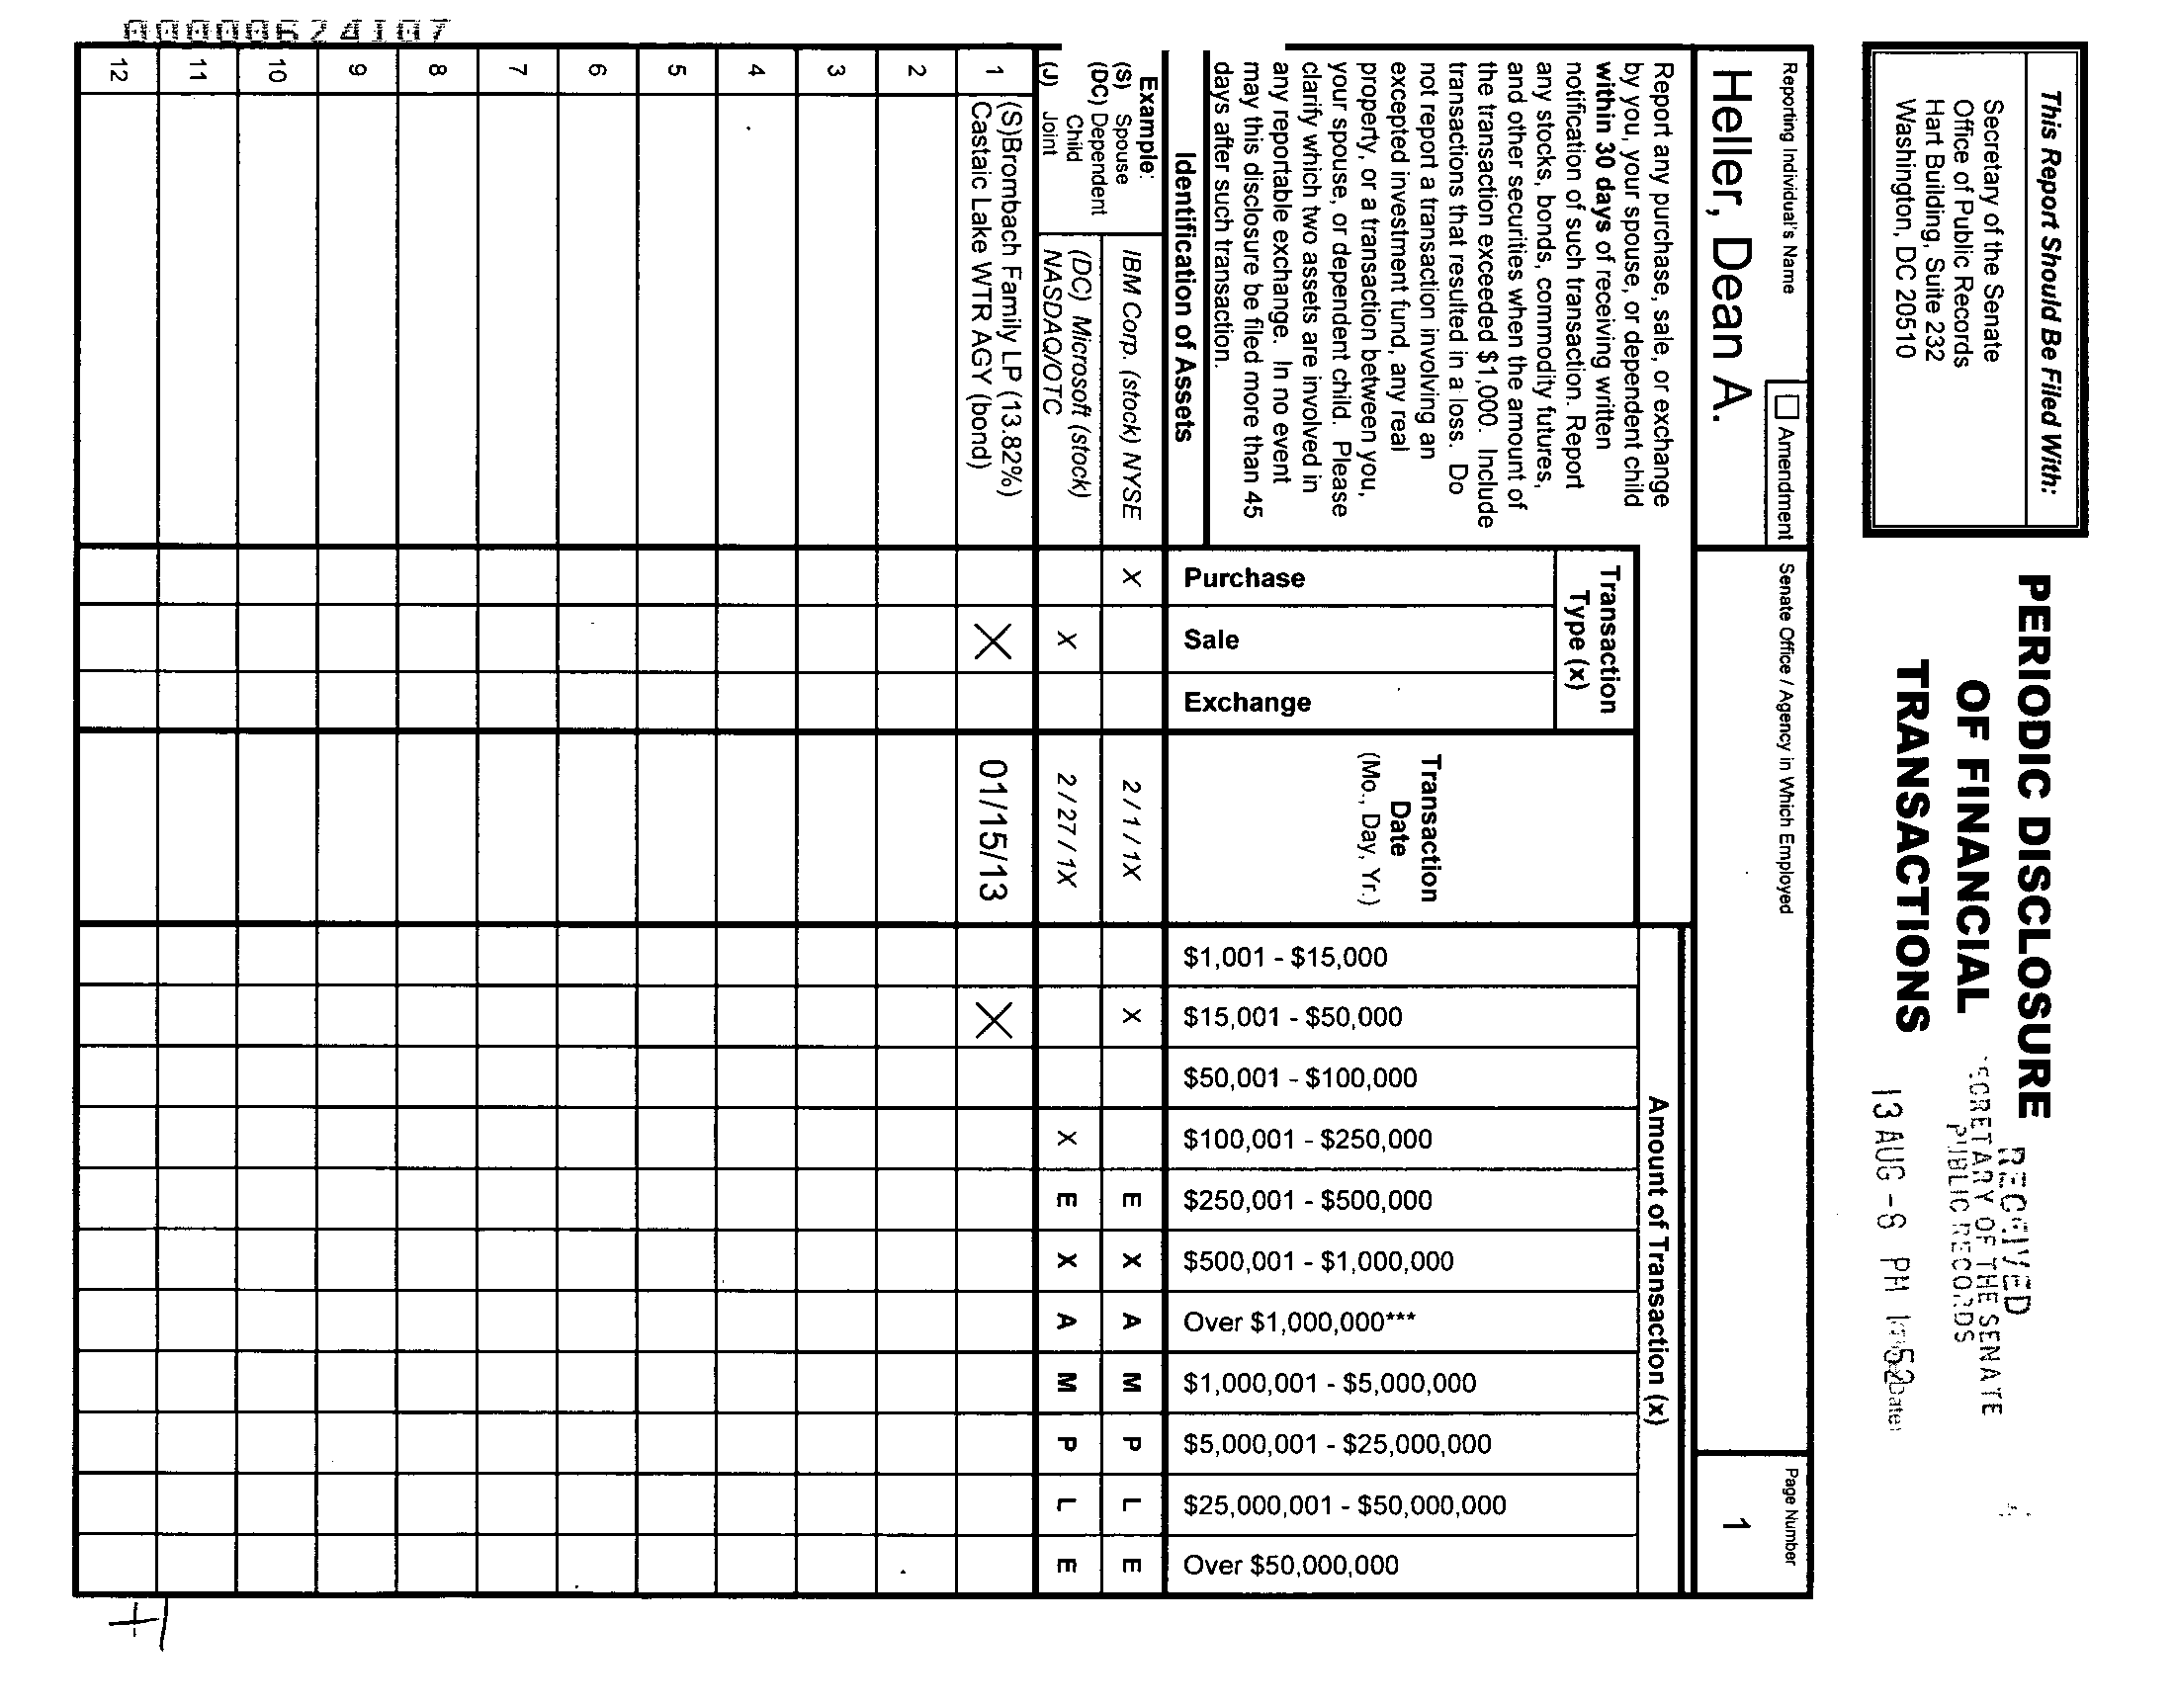 This Report Should Be Filed With:
Secretary of the Senate
Office of Public Records
Hart Building, Suite 232
Washington, DC 20510
PERIODIC DISCLOSURE
OF FINANCIAL
TRANSACTIONS
RECEIVED
SECRETARY OF THE SENATE
PUBLIC RECORDS
13 AUG -8 PM
Reporting Individual's Name
☐ Amendment
Senate Office / Agency in Which Employed
Page Number
Heller, Dean A.
1
Report any purchase, sale, or exchange
by you, your spouse, or dependent child
within 30 days of receiving written
notification of such transaction. Report
any stocks, bonds, commodity futures,
and other securities when the amount of
the transaction exceeded $1,000. Include
transactions that resulted in a loss. Do
not report a transaction involving an
excepted investment fund, any real
property, or a transaction between you,
your spouse, or dependent child. Please
clarify which two assets are involved in
any reportable exchange. In no event
may this disclosure be filed more than 45
days after such transaction.
Identification of Assets
Transaction
Type (x)
Purchase
Sale
Exchange
Transaction
Date
(Mo., Day, Yr.)
Amount of Transaction (x)
$1,001 - $15,000
$15,001 - $50,000
$50,001 - $100,000
$100,001 - $250,000
$250,001 - $500,000
$500,001 - $1,000,000
Over $1,000,000***
$1,000,001 - $5,000,000
$5,000,001 - $25,000,000
$25,000,001 - $50,000,000
Over $50,000,000
Example:
(S) Spouse
(DC) Dependent
Child
(J) Joint
IBM Corp. (stock) NYSE X 2 / 1 / 1X X E X A M P L E
(DC) Microsoft (stock)
NASDAQ/OTC X 2 / 27 / 1X X E X A M P L E
1 (S)Brombach Family LP (13.82%)
Castaic Lake WTR AGY (bond) X 01/15/13 X
2
3
4
5
6
7
8
9
10
11
12